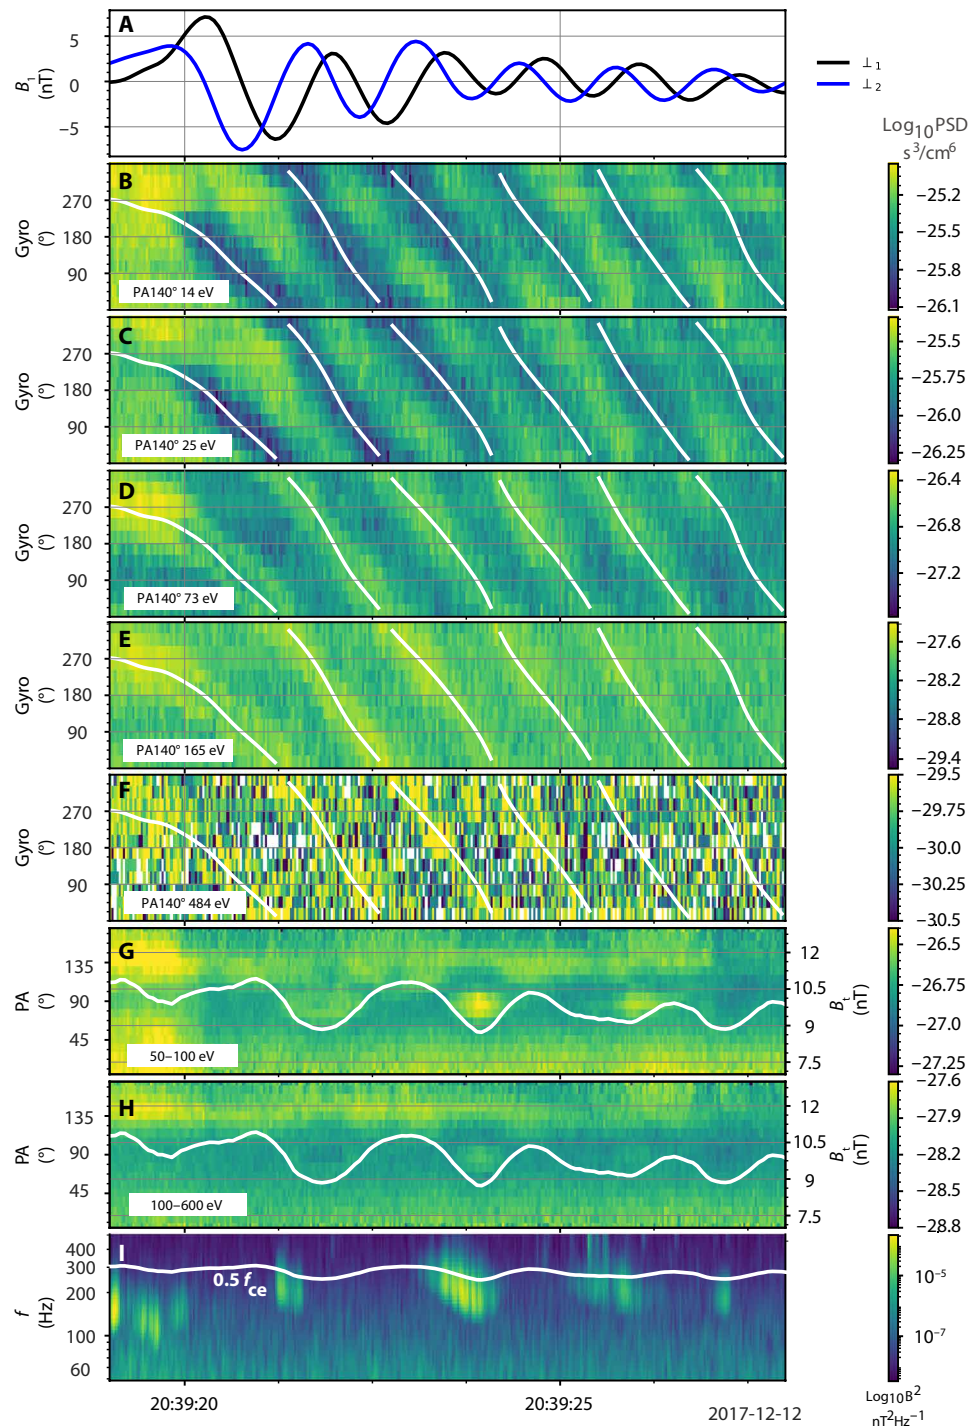 A
5
0
−5
B1
(nT)
⊥1
⊥2
Log10PSD
s3/cm6
B
270
180
90
Gyro
(°)
PA140° 14 eV
−25.2
−25.5
−25.8
−26.1
C
270
180
90
Gyro
(°)
PA140° 25 eV
−25.5
−25.75
−26.0
−26.25
D
270
180
90
Gyro
(°)
PA140° 73 eV
−26.4
−26.8
−27.2
E
270
180
90
Gyro
(°)
PA140° 165 eV
−27.6
−28.2
−28.8
−29.4
F
270
180
90
Gyro
(°)
PA140° 484 eV
−29.5
−29.75
−30.0
−30.25
−30.5
G
135
90
45
PA
(°)
50–100 eV
12
10.5
9
7.5
Bt
(nT)
−26.5
−26.75
−27.0
−27.25
H
135
90
45
PA
(°)
100–600 eV
12
10.5
9
7.5
Bt
(nT)
−27.6
−27.9
−28.2
−28.5
−28.8
I
400
300
200
100
60
f
(Hz)
0.5 fce
10−5
10−7
Log10B2
nT2Hz−1
20:39:20
20:39:25
2017-12-12